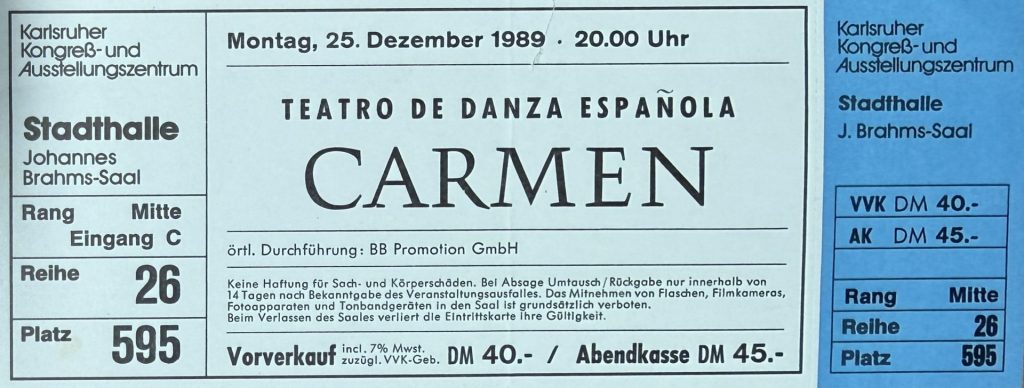 Karlsruher
Kongreß-und
Ausstellungszentrum
Stadthalle
Johannes
Brahms-Saal
Rang Mitte
Eingang C
Reihe 26
Platz 595
Montag, 25. Dezember 1989 · 20.00 Uhr
TEATRO DE DANZA ESPAÑOLA
CARMEN
örtl. Durchführung: BB Promotion GmbH
Keine Haftung für Sach- und Körperschäden. Bei Absage Umtausch/Rückgabe nur innerhalb von
14 Tagen nach Bekanntgabe des Veranstaltungsausfalles. Das Mitnehmen von Flaschen, Filmkameras,
Fotoapparaten und Tonbandgeräten in den Saal ist grundsätzlich verboten.
Beim Verlassen des Saales verliert die Eintrittskarte ihre Gültigkeit.
Vorverkauf incl. 7% Mwst. zuzügl. VVK-Geb. DM 40.- / Abendkasse DM 45.-
Karlsruher
Kongreß-und
Ausstellungszentrum
Stadthalle
J. Brahms-Saal
VVK DM 40.-
AK DM 45.-
Rang Mitte
Reihe 26
Platz 595